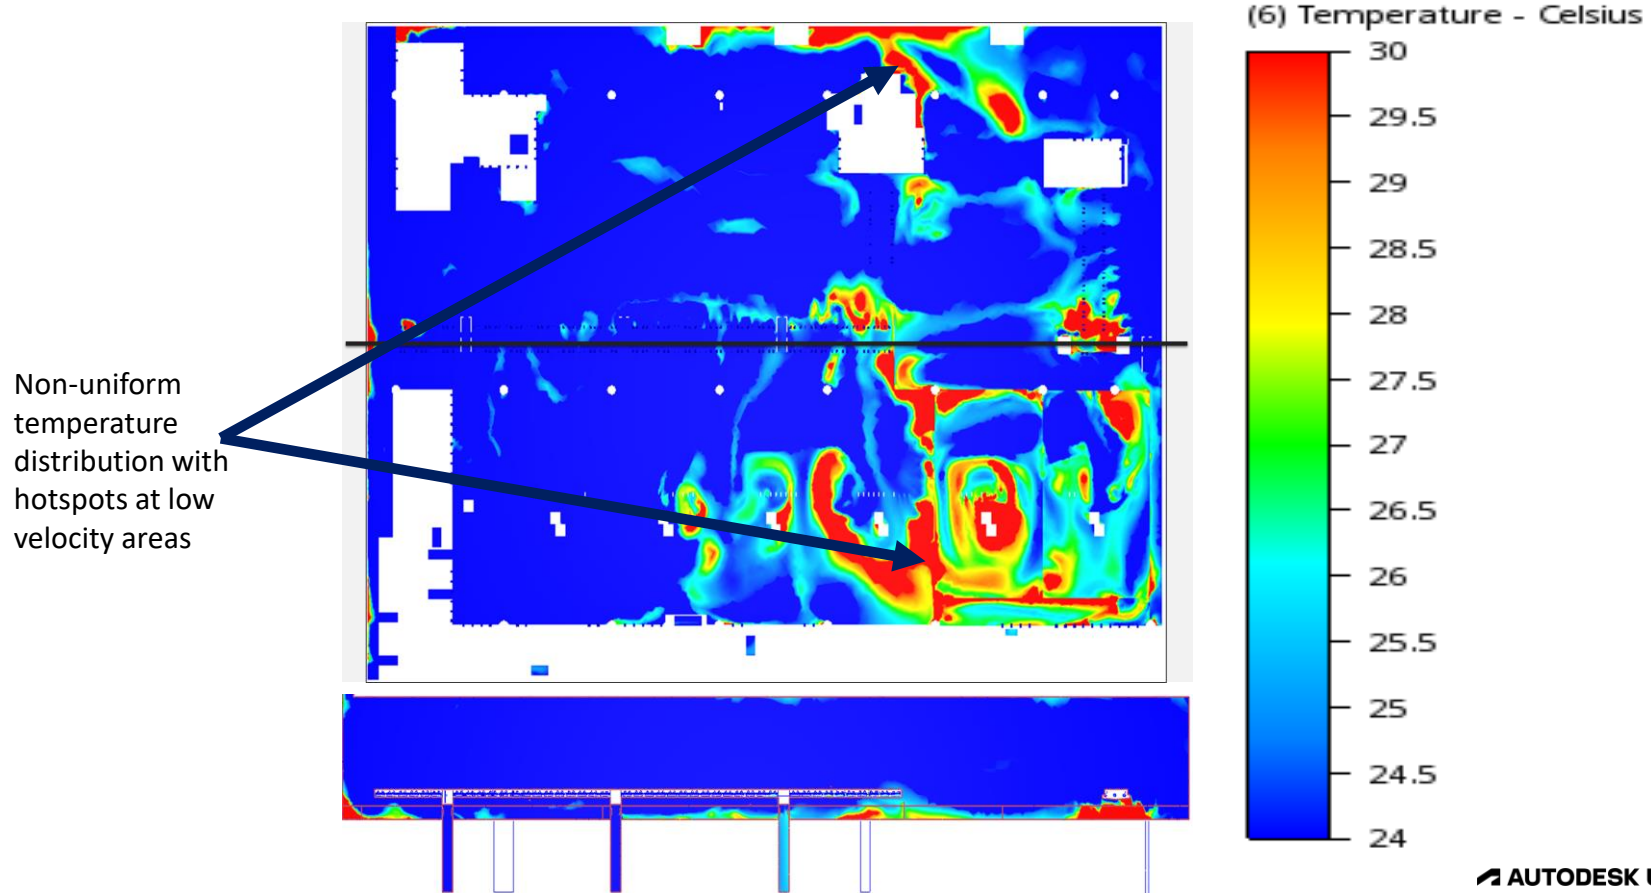 (6) Temperature - Celsius
30
29.5
29
28.5
28
27.5
27
26.5
26
25.5
25
24.5
24
Non-uniform
temperature
distribution with
hotspots at low
velocity areas
AUTODESK